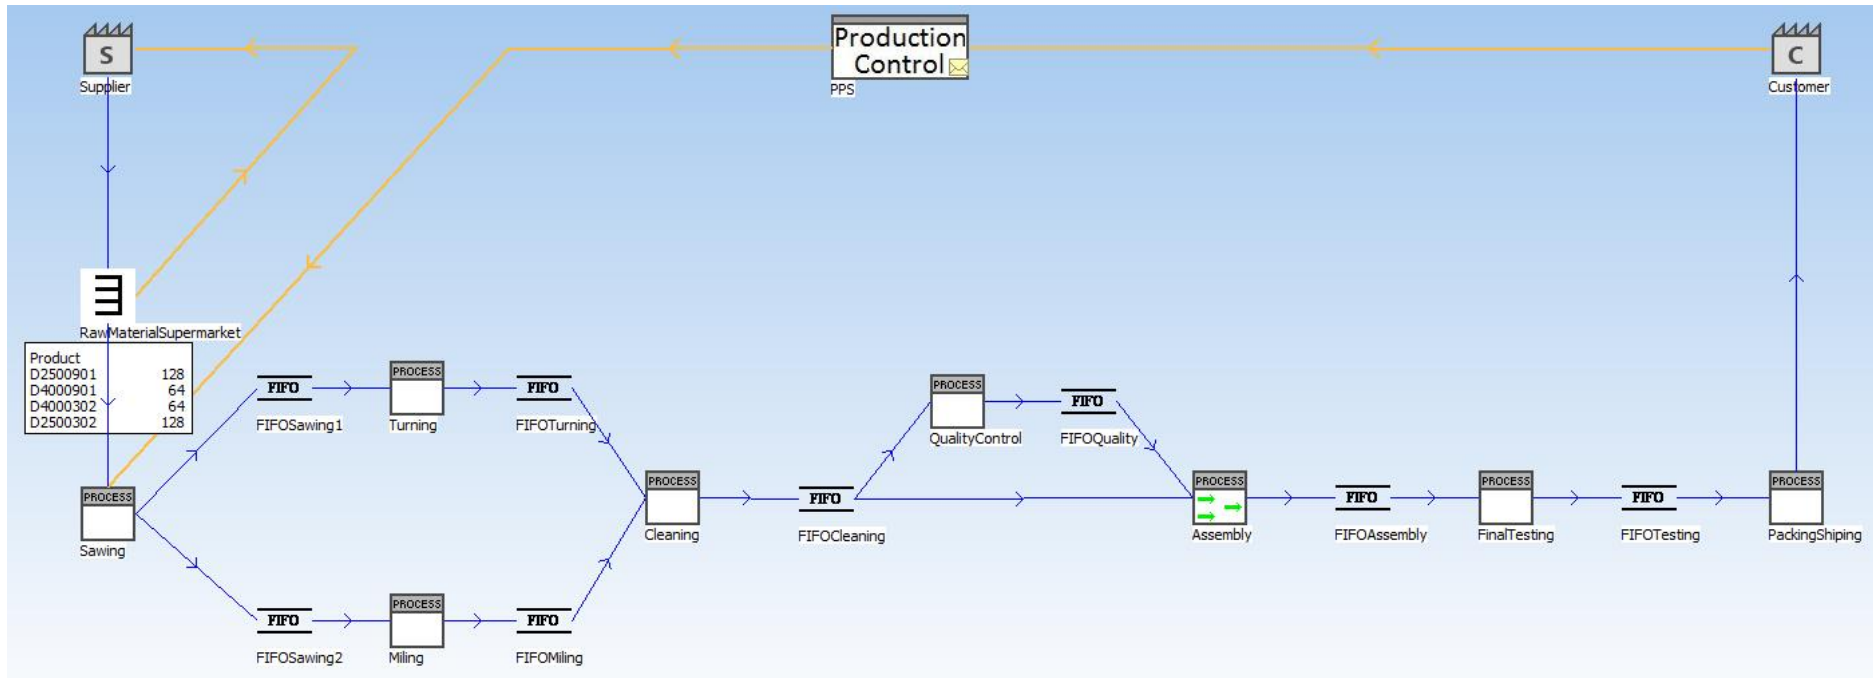 S
Supplier
Production
Control
PPS
C
Customer
RawMaterialSupermarket
Product
D2500901 128
D4000901 64
D4000302 64
D2500302 128
PROCESS
Sawing
FIFO
FIFOSawing1
PROCESS
Turning
FIFO
FIFOTurning
FIFO
FIFOSawing2
PROCESS
Miling
FIFO
FIFOMiling
PROCESS
Cleaning
FIFO
FIFOCleaning
PROCESS
QualityControl
FIFO
FIFOQuality
PROCESS
Assembly
FIFO
FIFOAssembly
PROCESS
FinalTesting
FIFO
FIFOTesting
PROCESS
PackingShiping